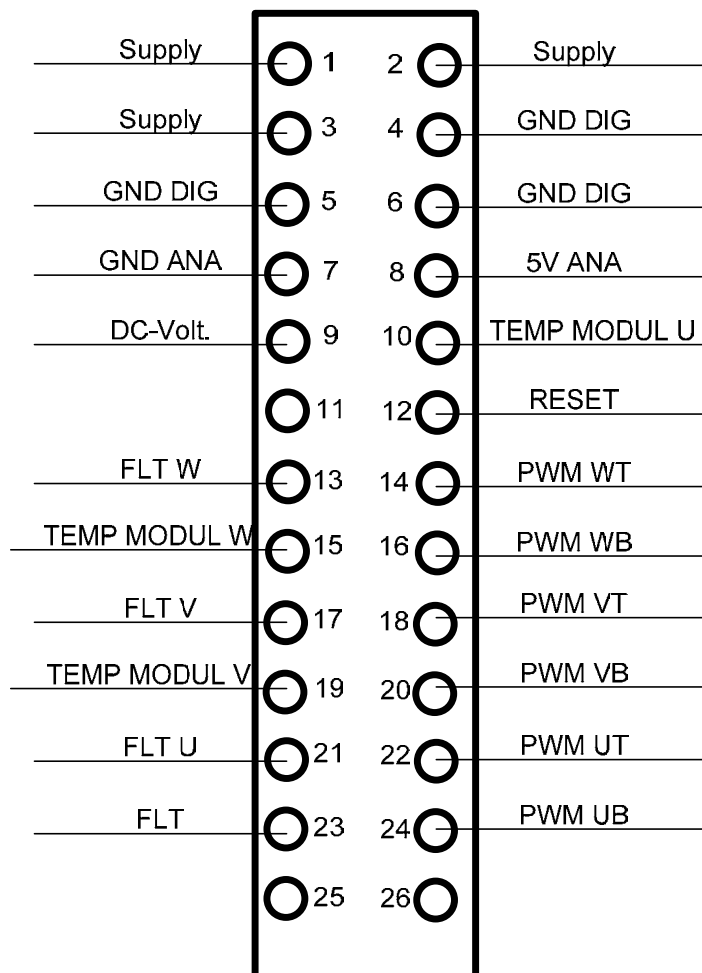 Supply 1 2 Supply
Supply 3 4 GND DIG
GND DIG 5 6 GND DIG
GND ANA 7 8 5V ANA
DC-Volt. 9 10 TEMP MODUL U
11 12 RESET
FLT W 13 14 PWM WT
TEMP MODUL W 15 16 PWM WB
FLT V 17 18 PWM VT
TEMP MODUL V 19 20 PWM VB
FLT U 21 22 PWM UT
FLT 23 24 PWM UB
25 26